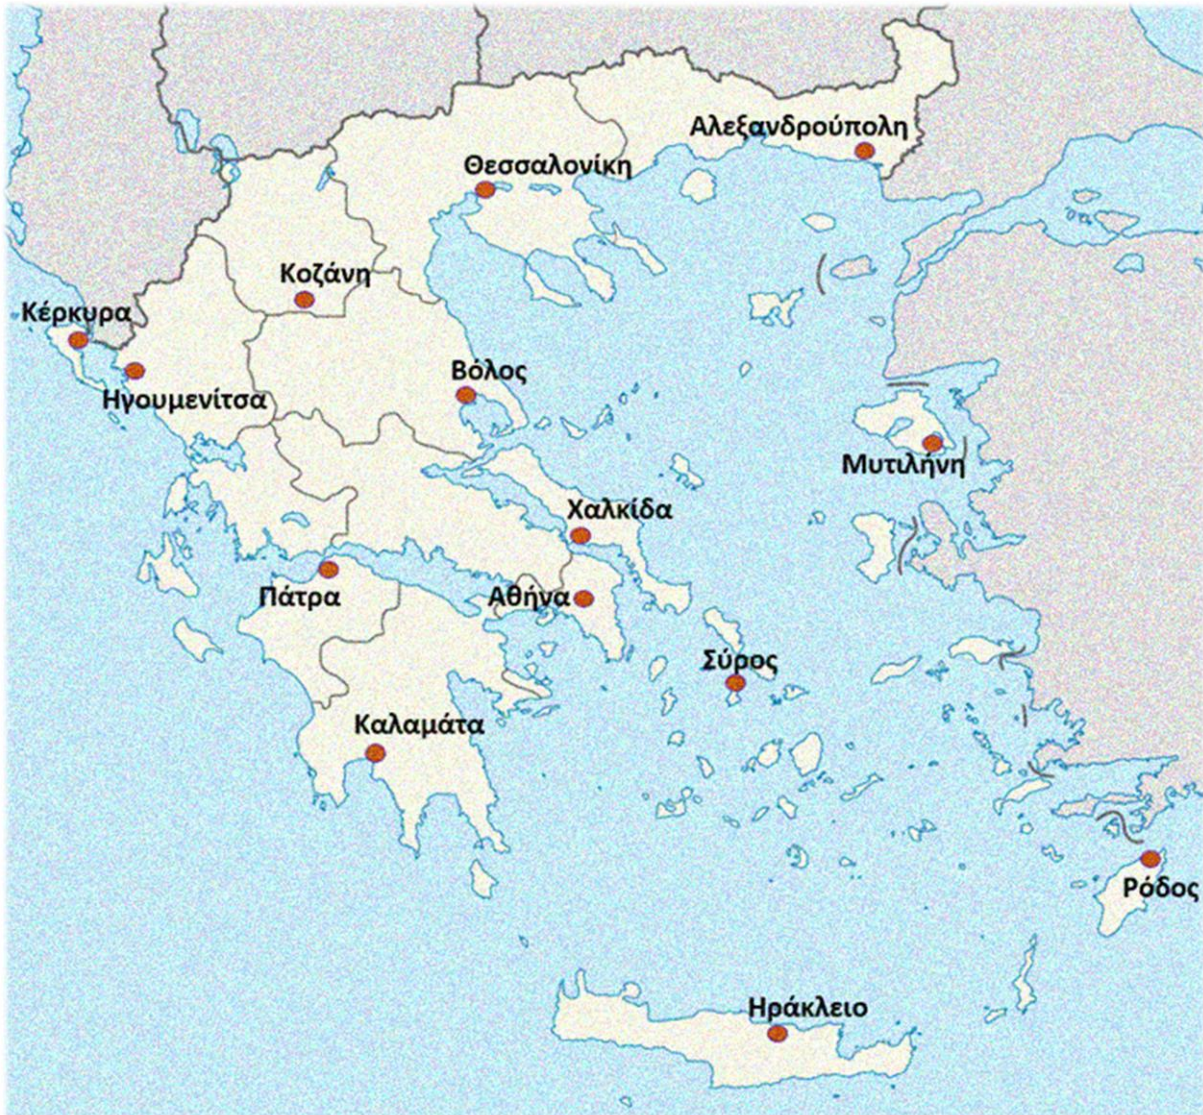 Αλεξανδρούπολη
Θεσσαλονίκη
Κοζάνη
Κέρκυρα
Βόλος
Ηγουμενίτσα
Μυτιλήνη
Χαλκίδα
Πάτρα
Αθήνα
Σύρος
Καλαμάτα
Ρόδος
Ηράκλειο